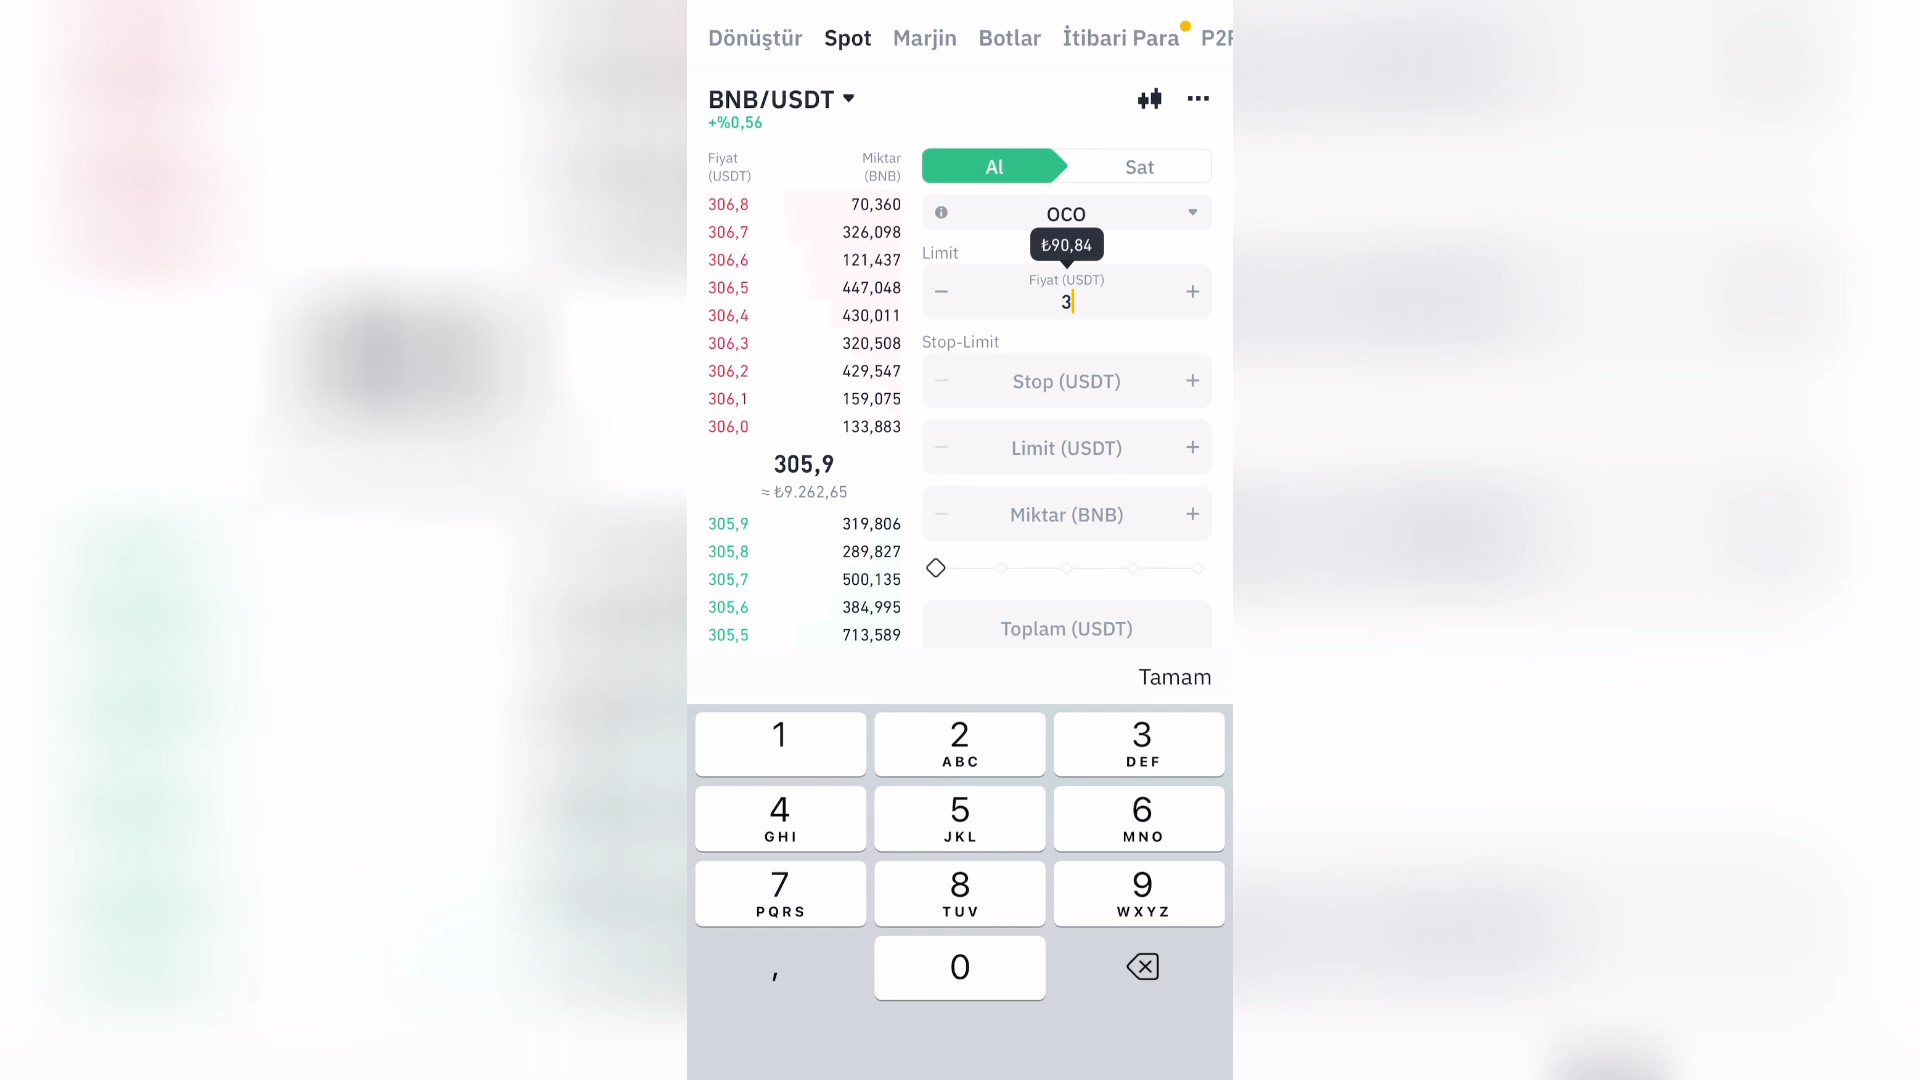 Dönüştür Spot Marjin Botlar İtibari Para P2P
BNB/USDT
+%0,56
Fiyat (USDT)
Miktar (BNB)
306,8 70,360
306,7 326,098
306,6 121,437
306,5 447,048
306,4 430,011
306,3 320,508
306,2 429,547
306,1 159,075
306,0 133,883
305,9
≈ ₺9.262,65
305,9 319,806
305,8 289,827
305,7 500,135
305,6 384,995
305,5 713,589
Al Sat
OCO
₺90,84
Limit
Fiyat (USDT)
3
Stop-Limit
Stop (USDT)
Limit (USDT)
Miktar (BNB)
Toplam (USDT)
Tamam
1 2 3
ABC DEF
4 5 6
GHI JKL MNO
7 8 9
PQRS TUV WXYZ
, 0